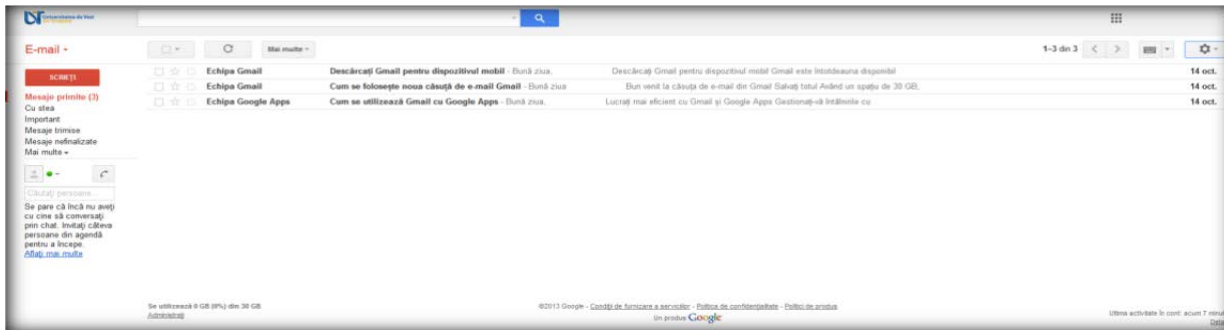 Universitatea de Vest
din Timișoara
E-mail
Mai multe
1-3 din 3
SCRIEȚI
Mesaje primite (3)
Cu stea
Important
Mesaje trimise
Mesaje nefinalizate
Mai multe
Echipa Gmail Descărcați Gmail pentru dispozitivul mobil - Bună ziua, Descărcați Gmail pentru dispozitivul mobil Gmail este întotdeauna disponibil 14 oct.
Echipa Gmail Cum se folosește noua căsuță de e-mail Gmail - Bună ziua Bun venit la căsuța de e-mail din Gmail Salvați totul Având un spațiu de 30 GB, 14 oct.
Echipa Google Apps Cum se utilizează Gmail cu Google Apps - Bună ziua, Lucrați mai eficient cu Gmail și Google Apps Gestionați-vă întâlnirile cu 14 oct.
Căutați persoane...
Se pare că încă nu aveți
cu cine să conversați
prin chat. Invitați câteva
persoane din agendă
pentru a începe.
Aflați mai multe
Se utilizează 0 GB (0%) din 30 GB
Administrați
©2013 Google - Condiții de furnizare a serviciilor - Politica de confidențialitate - Politici de produs
Un produs Google
Ultima activitate în cont: acum 7 minu